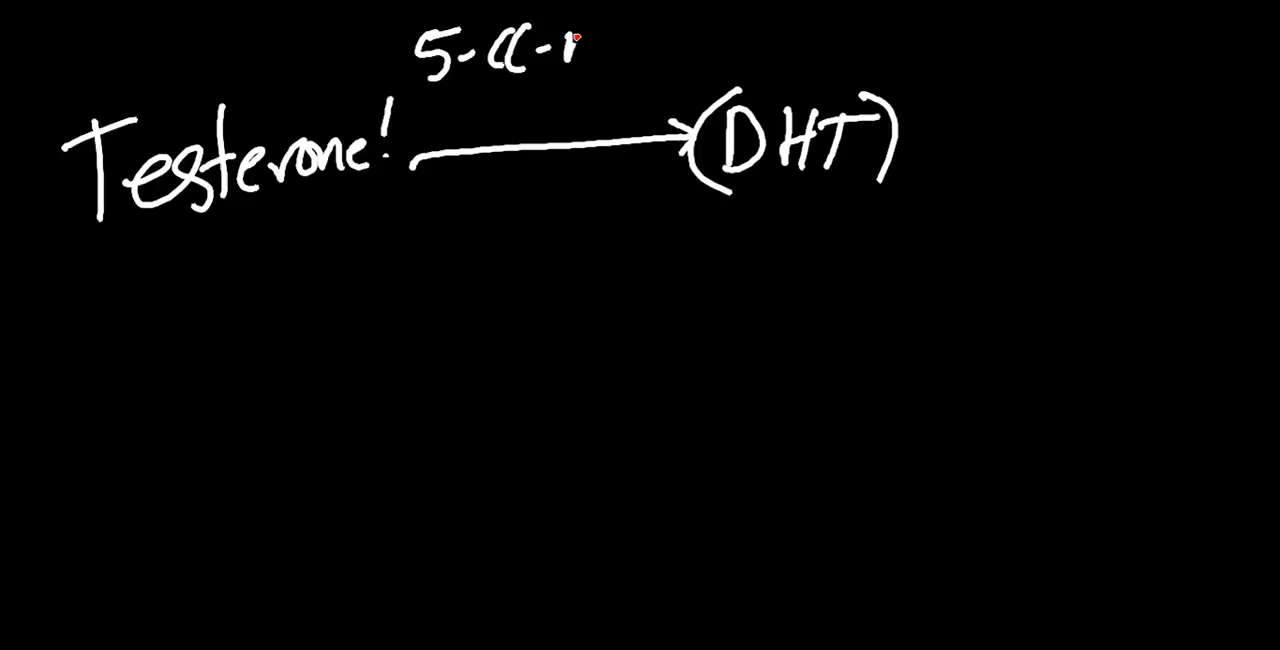 5-α-r
Testerone! → (DHT)